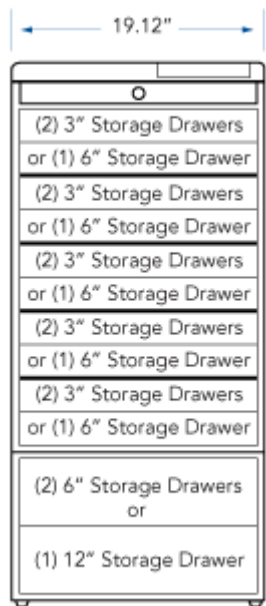 19.12″
(2) 3″ Storage Drawers
or (1) 6″ Storage Drawer
(2) 3″ Storage Drawers
or (1) 6″ Storage Drawer
(2) 3″ Storage Drawers
or (1) 6″ Storage Drawer
(2) 3″ Storage Drawers
or (1) 6″ Storage Drawer
(2) 3″ Storage Drawers
or (1) 6″ Storage Drawer
(2) 6″ Storage Drawers
or
(1) 12″ Storage Drawer